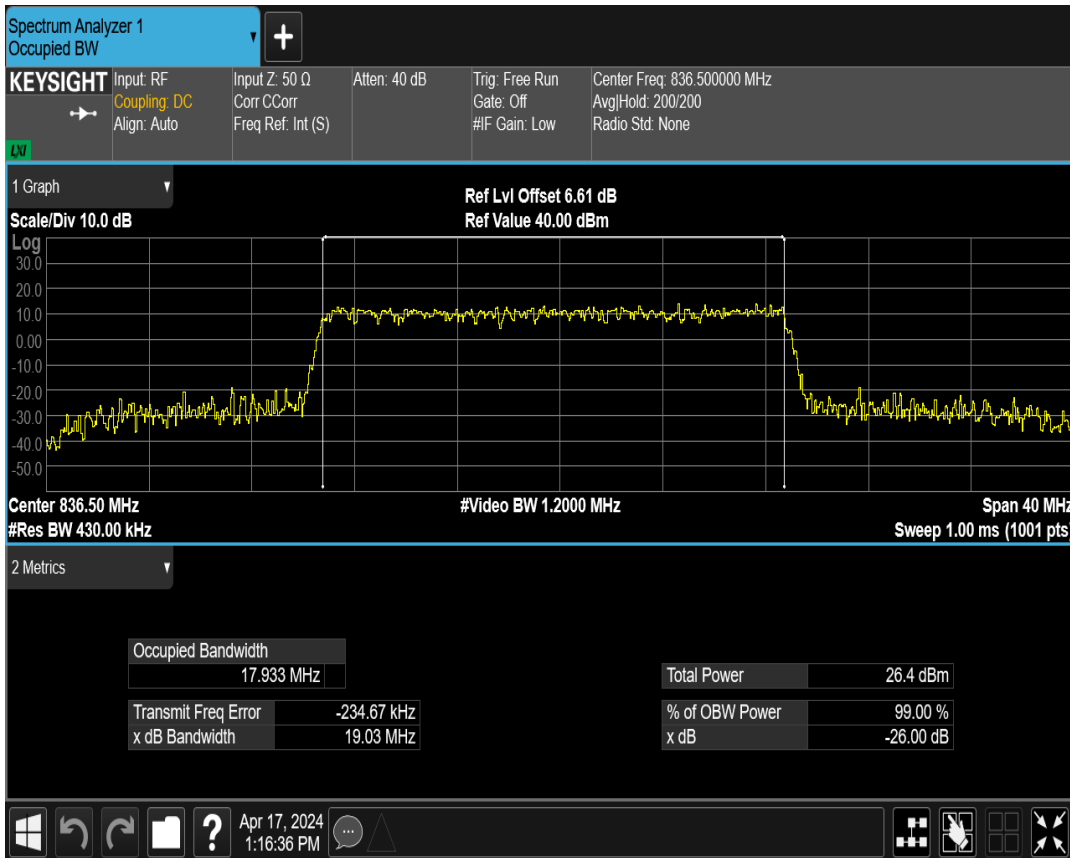 Spectrum Analyzer 1
Occupied BW
+
KEYSIGHT
LXI
Input: RF
Coupling: DC
Align: Auto
Input Z: 50 Ω
Corr CCorr
Freq Ref: Int (S)
Atten: 40 dB
Trig: Free Run
Gate: Off
#IF Gain: Low
Center Freq: 836.500000 MHz
Avg|Hold: 200/200
Radio Std: None
1 Graph
Ref Lvl Offset 6.61 dB
Scale/Div 10.0 dB
Ref Value 40.00 dBm
Log
30.0
20.0
10.0
0.00
-10.0
-20.0
-30.0
-40.0
-50.0
Center 836.50 MHz
#Video BW 1.2000 MHz
Span 40 MHz
#Res BW 430.00 kHz
Sweep 1.00 ms (1001 pts)
2 Metrics
Occupied Bandwidth
17.933 MHz
Transmit Freq Error -234.67 kHz
x dB Bandwidth 19.03 MHz
Total Power 26.4 dBm
% of OBW Power 99.00 %
x dB -26.00 dB
?
Apr 17, 2024
1:16:36 PM